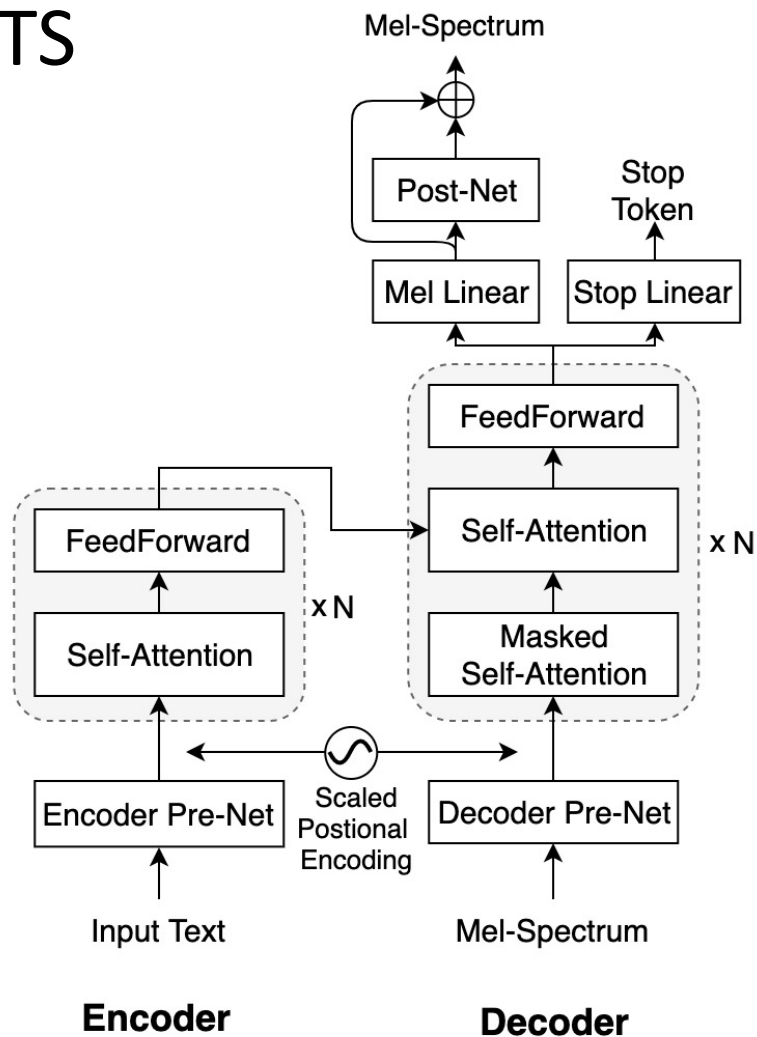 TS
Mel-Spectrum
Post-Net
Stop
Token
Mel Linear
Stop Linear
FeedForward
Self-Attention
x N
Masked
Self-Attention
FeedForward
x N
Self-Attention
Scaled
Postional
Encoding
Encoder Pre-Net
Decoder Pre-Net
Input Text
Mel-Spectrum
Encoder
Decoder